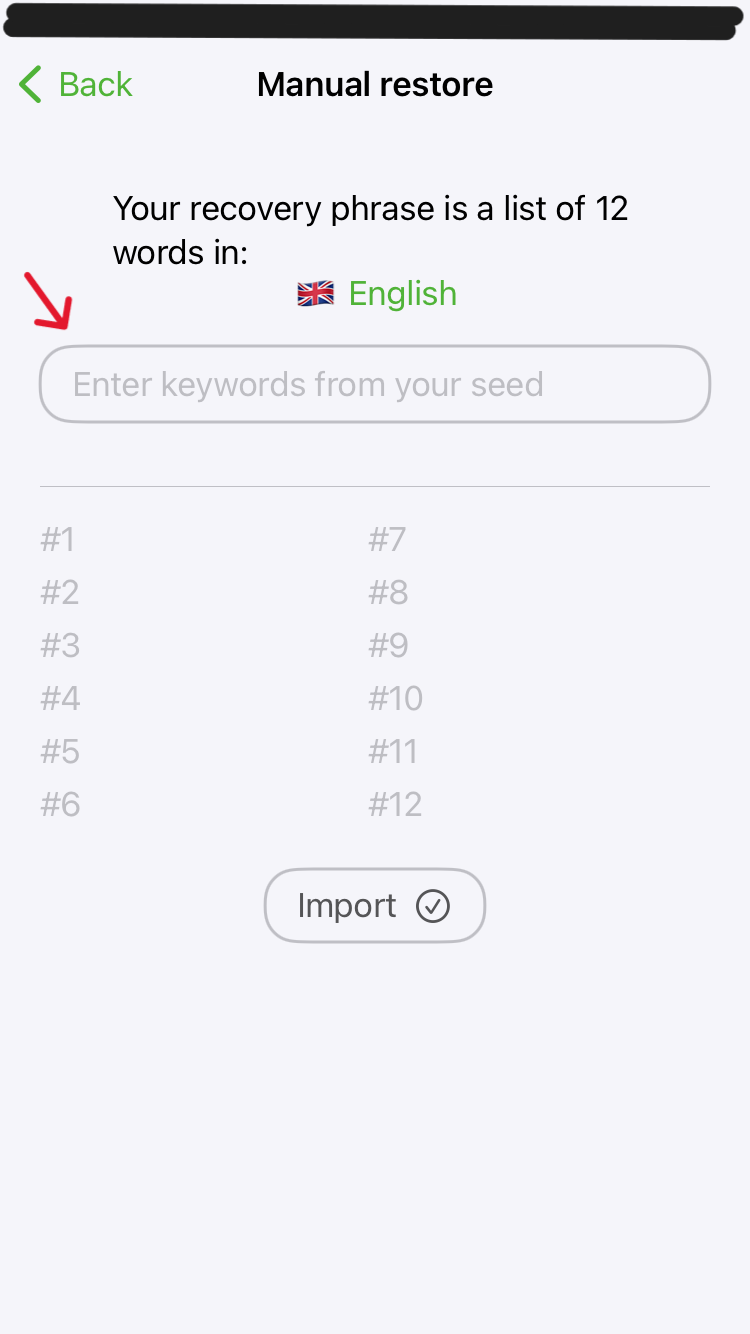 Back
Manual restore
Your recovery phrase is a list of 12
words in:
English
Enter keywords from your seed
#1
#2
#3
#4
#5
#6
#7
#8
#9
#10
#11
#12
Import